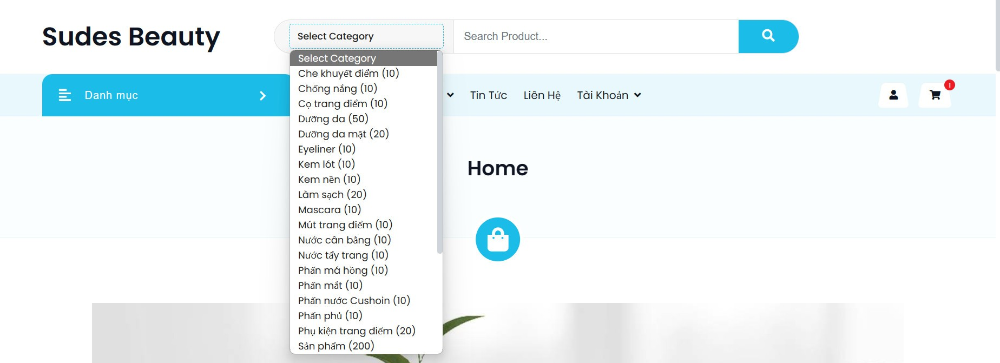 Sudes Beauty
Select Category
Search Product...
Select Category
Che khuyết điểm (10)
Chống nắng (10)
Cọ trang điểm (10)
Dưỡng da (50)
Dưỡng da mặt (20)
Eyeliner (10)
Kem lót (10)
Kem nền (10)
Làm sạch (20)
Mascara (10)
Mút trang điểm (10)
Nước cân bằng (10)
Nước tẩy trang (10)
Phấn má hồng (10)
Phấn mắt (10)
Phấn nước Cushoin (10)
Phấn phủ (10)
Phụ kiện trang điểm (20)
Sản phẩm (200)
Danh mục
Tin Tức
Liên Hệ
Tài Khoản
1
Home